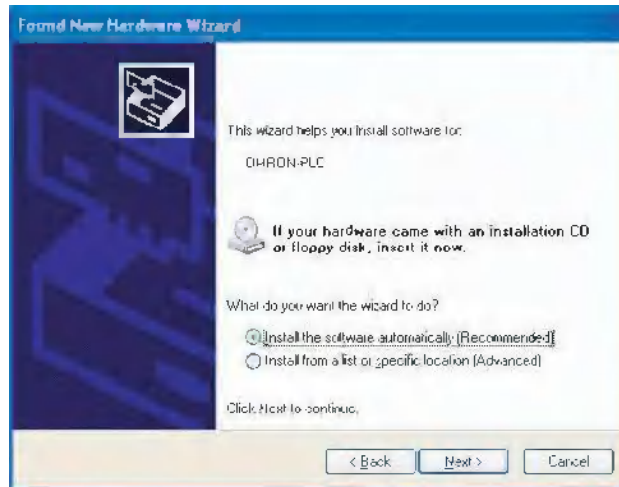 Found New Hardware Wizard
This wizard helps you install software for:
OMRON-PLC
If your hardware came with an installation CD
or floppy disk, insert it now.
What do you want the wizard to do?
Install the software automatically (Recommended)
Install from a list or specific location (Advanced)
Click Next to continue.
< Back
Next >
Cancel